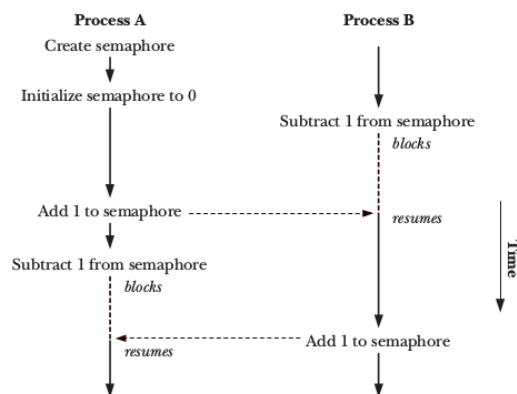 Process A
Process B
Create semaphore
Initialize semaphore to 0
Subtract 1 from semaphore
blocks
Add 1 to semaphore
resumes
Subtract 1 from semaphore
blocks
Time
Add 1 to semaphore
resumes